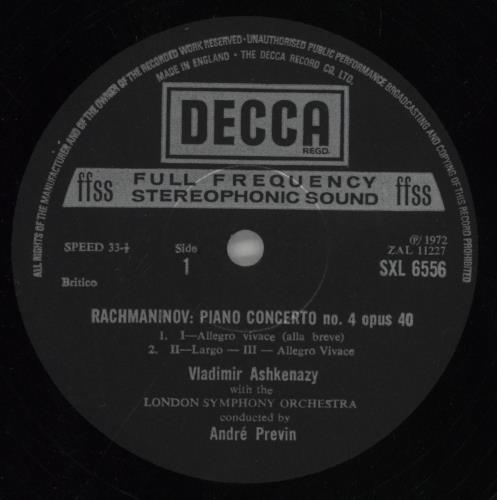 ALL RIGHTS OF THE MANUFACTURER AND OF THE OWNER OF THE RECORDED WORK RESERVED · UNAUTHORISED PUBLIC PERFORMANCE BROADCASTING AND COPYING OF THIS RECORD PROHIBITED
MADE IN ENGLAND · THE DECCA RECORD CO. LTD.
DECCA
REGD.
ffss FULL FREQUENCY ffss
STEREOPHONIC SOUND
SPEED 33⅓ Side ℗ 1972
1 ZAL 11227
SXL 6556
Britico
RACHMANINOV: PIANO CONCERTO no. 4 opus 40
1. I—Allegro vivace (alla breve)
2. II—Largo — III — Allegro Vivace
Vladimir Ashkenazy
with the
LONDON SYMPHONY ORCHESTRA
conducted by
André Previn